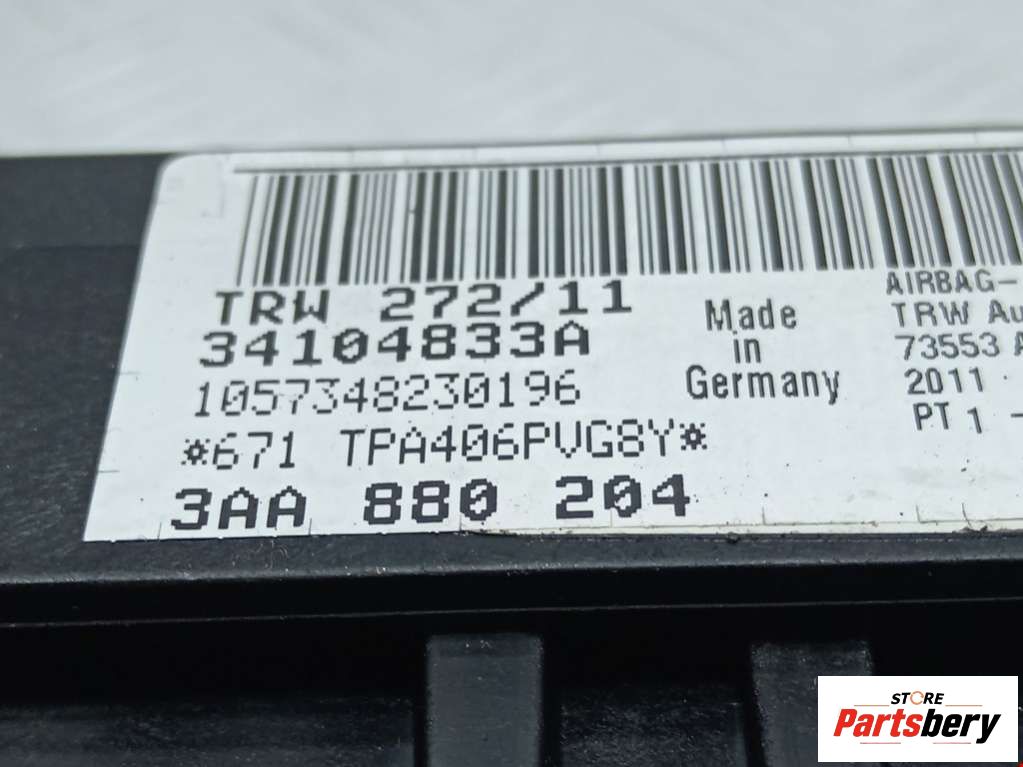 TRW 272/11
34104833A
1057348230196
*671 TPA406PVG8Y*
3AA 880 204
Made
in
Germany
AIRBAG-
TRW Au
73553 A
2011
PT 1 -
STORE
Partsbery